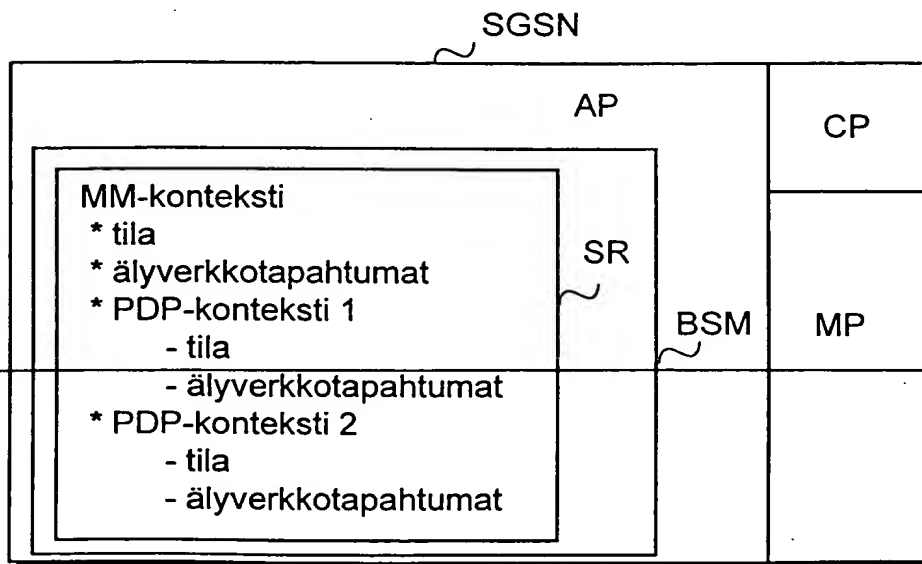 SGSN
AP
CP
MM-konteksti
* tila
* älyverkkotapahtumat
SR
* PDP-konteksti 1
BSM
MP
- tila
- älyverkkotapahtumat
* PDP-konteksti 2
- tila
- älyverkkotapahtumat